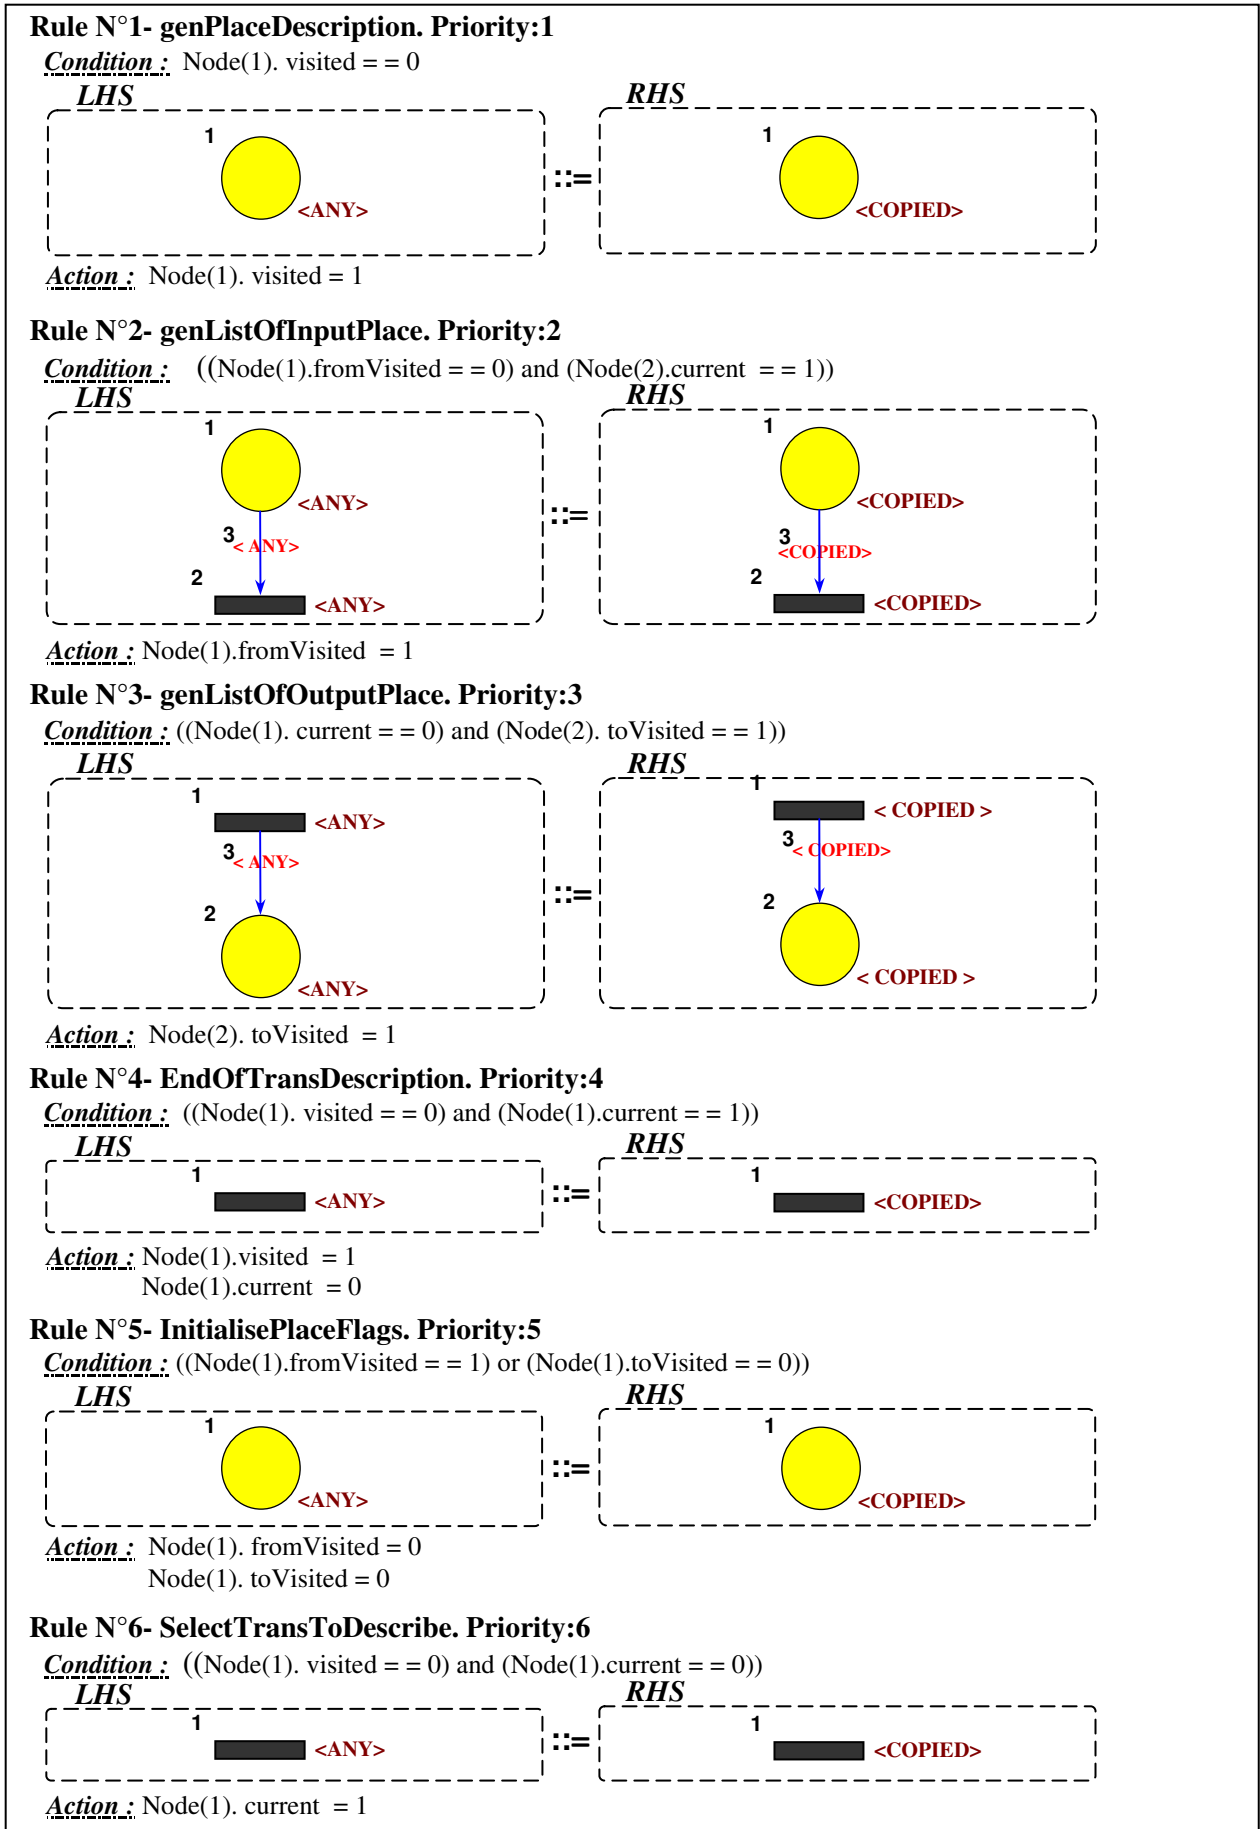 Rule N°1- genPlaceDescription. Priority:1
Condition : Node(1). visited = = 0
LHS RHS
1 1
::=
<ANY> <COPIED>
Action : Node(1). visited = 1
Rule N°2- genListOfInputPlace. Priority:2
Condition : ((Node(1).fromVisited = = 0) and (Node(2).current = = 1))
LHS RHS
1 1
<ANY> <COPIED>
::=
3 3
< ANY> <COPIED>
2 2
<ANY> <COPIED>
Action : Node(1).fromVisited = 1
Rule N°3- genListOfOutputPlace. Priority:3
Condition : ((Node(1). current = = 0) and (Node(2). toVisited = = 1))
LHS RHS
1 1
<ANY> < COPIED >
3 3
< ANY> < COPIED>
::=
2 2
<ANY> < COPIED >
Action : Node(2). toVisited = 1
Rule N°4- EndOfTransDescription. Priority:4
Condition : ((Node(1). visited = = 0) and (Node(1).current = = 1))
LHS RHS
1 1
<ANY> ::= <COPIED>
Action : Node(1).visited = 1
Node(1).current = 0
Rule N°5- InitialisePlaceFlags. Priority:5
Condition : ((Node(1).fromVisited = = 1) or (Node(1).toVisited = = 0))
LHS RHS
1 1
::=
<ANY> <COPIED>
Action : Node(1). fromVisited = 0
Node(1). toVisited = 0
Rule N°6- SelectTransToDescribe. Priority:6
Condition : ((Node(1). visited = = 0) and (Node(1).current = = 0))
LHS RHS
1 1
<ANY> ::= <COPIED>
Action : Node(1). current = 1